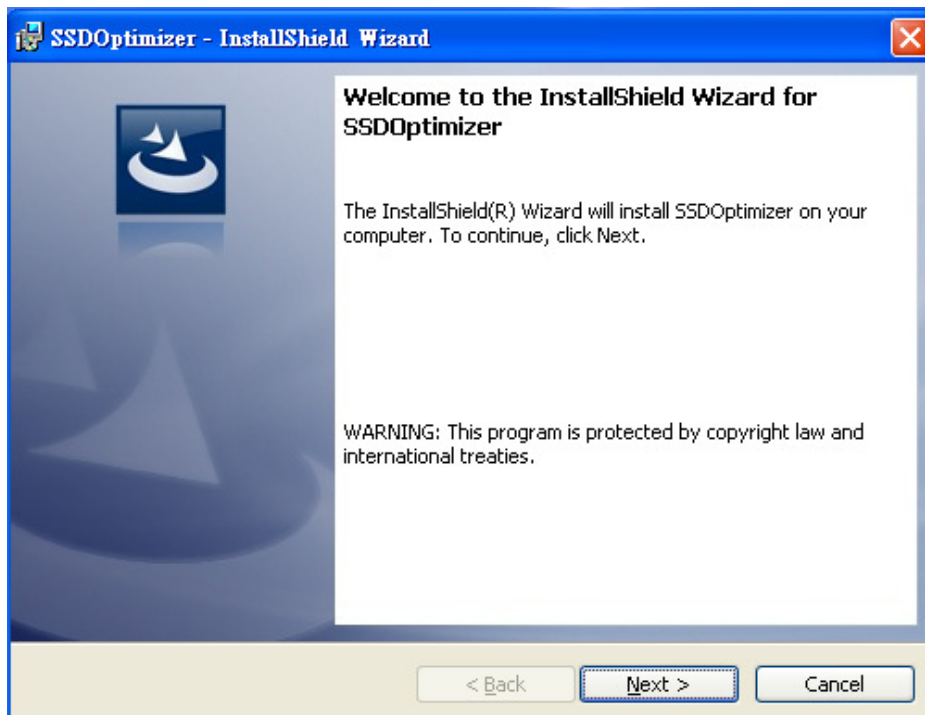 SSDOptimizer - InstallShield Wizard
Welcome to the InstallShield Wizard for
SSDOptimizer
The InstallShield(R) Wizard will install SSDOptimizer on your
computer. To continue, click Next.
WARNING: This program is protected by copyright law and
international treaties.
< Back
Next >
Cancel